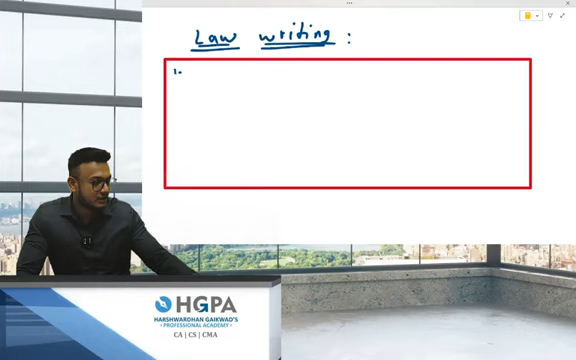 Law writing :
1.
HGPA
HARSHWARDHAN GAIKWAD'S
• PROFESSIONAL ACADEMY •
CA | CS | CMA